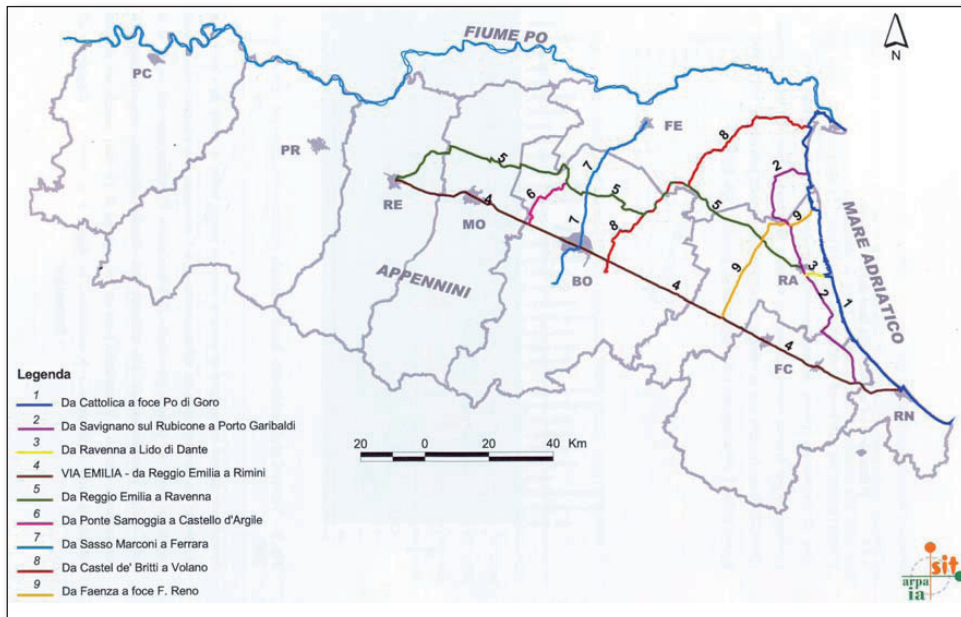 FIUME PO
N
PC
FE
8
PR
2
7
5
RE
5
6
5
9
4
MO
7
8
MARE ADRIATICO
BO
3
APPENNINI
9
RA
4
2
1
4
FC
RN
Legenda
1 Da Cattolica a foce Po di Goro
2 Da Savignano sul Rubicone a Porto Garibaldi
3 Da Ravenna a Lido di Dante
4 VIA EMILIA - da Reggio Emilia a Rimini
5 Da Reggio Emilia a Ravenna
6 Da Ponte Samoggia a Castello d'Argile
7 Da Sasso Marconi a Ferrara
8 Da Castel de' Britti a Volano
9 Da Faenza a foce F. Reno
20 0 20 40 Km
sit
arpa
ia